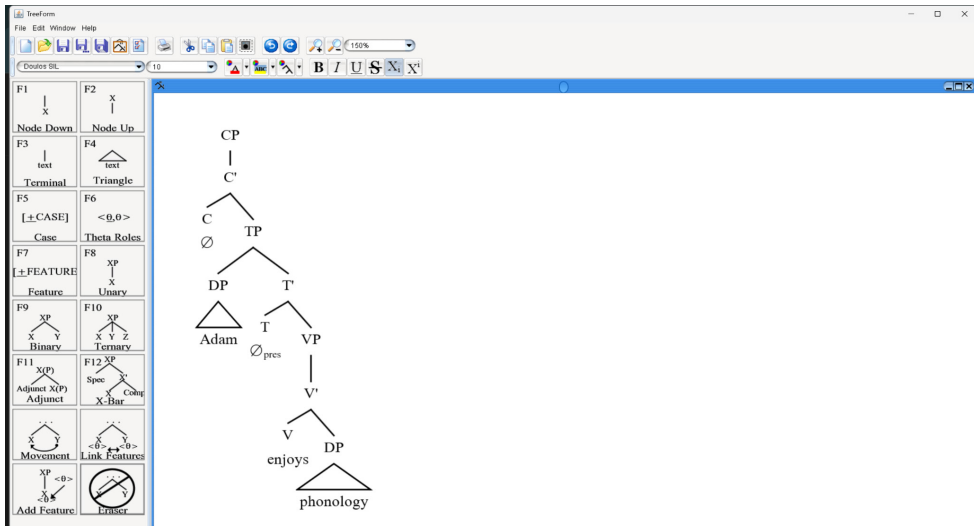 TreeForm
File Edit Window Help
150%
Doulos SIL 10 ABC B I U S X₁ X¹
F1 F2
X
X
Node Down Node Up
F3 F4
text text
Terminal Triangle
F5 F6
[+CASE] <θ,θ>
Case Theta Roles
F7 F8
XP
[+FEATURE
X
Feature Unary
F9 F10
XP XP
X Y X Y Z
Binary Ternary
F11 F12 XP
X(P) Spec X'
Adjunct X(P) X Comp
Adjunct X-Bar
X Y X Y
<θ> <θ>
Movement Link Features
XP <θ>
X X Y
<θ>
Add Feature Eraser
CP
C'
C TP
∅
DP T'
Adam T VP
∅pres
V'
V DP
enjoys
phonology